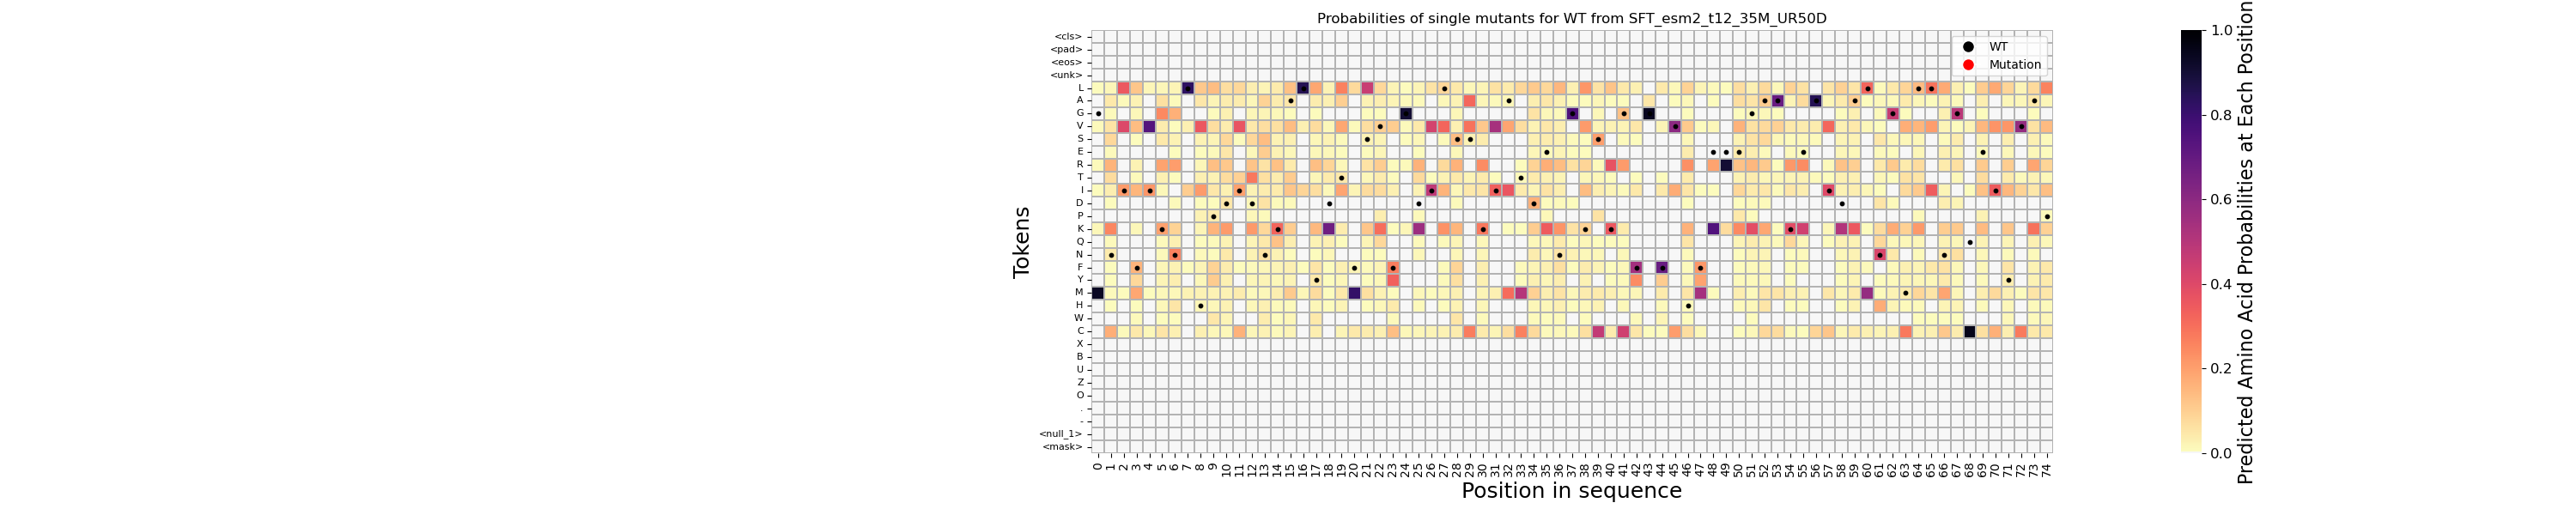 Probabilities of single mutants for WT from SFT_esm2_t12_35M_UR50D
<cls>
<pad>
<eos>
<unk>
L
A
G
V
S
E
R
T
I
D
P
K
Q
N
F
Y
M
H
W
C
X
B
U
Z
O
.
-
<null_1>
<mask>
Tokens
WT
Mutation
0 1 2 3 4 5 6 7 8 9 10 11 12 13 14 15 16 17 18 19 20 21 22 23 24 25 26 27 28 29 30 31 32 33 34 35 36 37 38 39 40 41 42 43 44 45 46 47 48 49 50 51 52 53 54 55 56 57 58 59 60 61 62 63 64 65 66 67 68 69 70 71 72 73 74
Position in sequence
1.0
0.8
0.6
0.4
0.2
0.0
Predicted Amino Acid Probabilities at Each Position